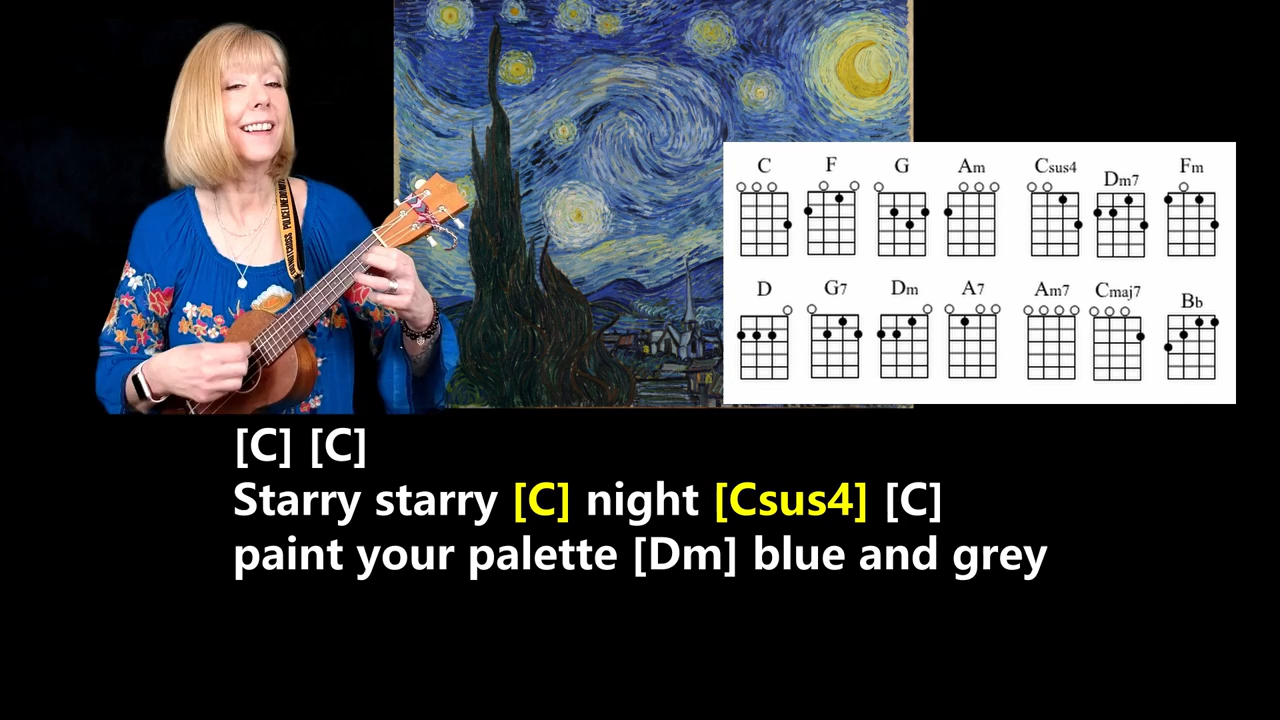 C F G Am Csus4 Dm7 Fm
D G7 Dm A7 Am7 Cmaj7 Bb
[C] [C]
Starry starry [C] night [Csus4] [C]
paint your palette [Dm] blue and grey